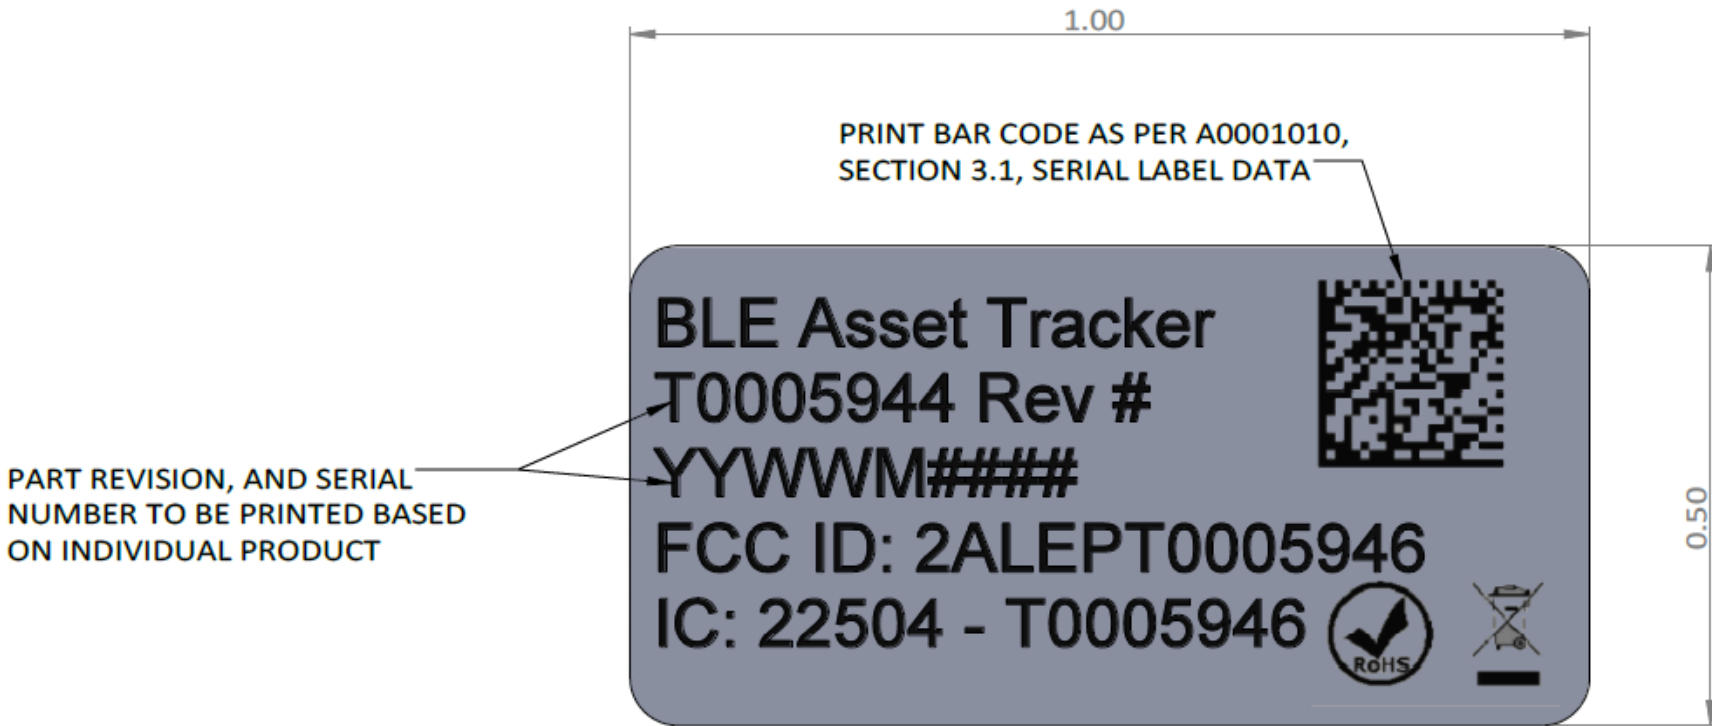 1.00
PRINT BAR CODE AS PER A0001010,
SECTION 3.1, SERIAL LABEL DATA
BLE Asset Tracker
T0005944 Rev #
YYWWM####
FCC ID: 2ALEPT0005946
IC: 22504 - T0005946
RoHS
PART REVISION, AND SERIAL
NUMBER TO BE PRINTED BASED
ON INDIVIDUAL PRODUCT
0.50